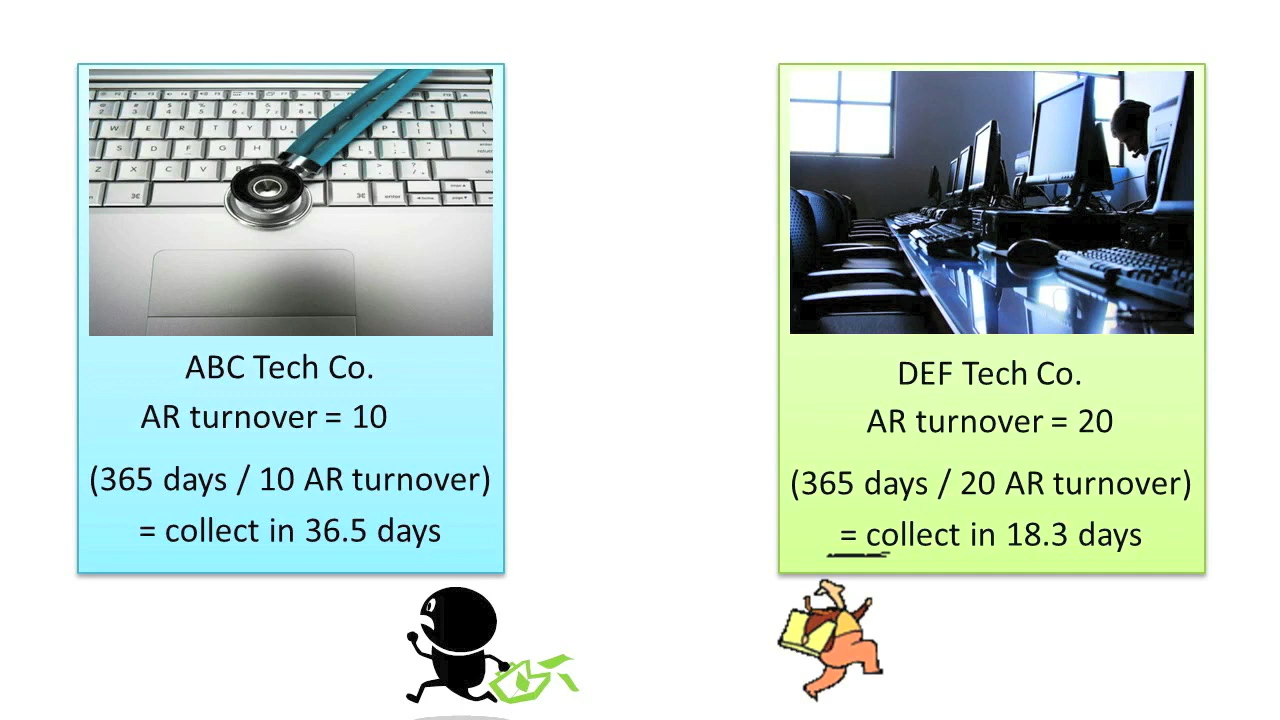 ABC Tech Co.
AR turnover = 10
(365 days / 10 AR turnover)
= collect in 36.5 days
DEF Tech Co.
AR turnover = 20
(365 days / 20 AR turnover)
= collect in 18.3 days